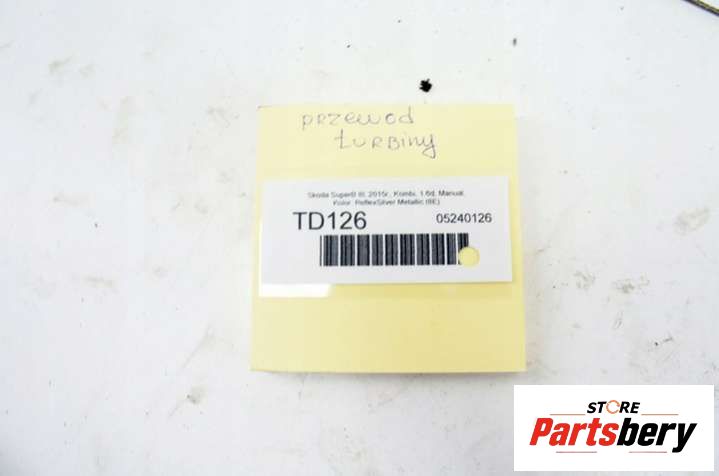 przewod
turbiny
Skoda SuperB III, 2015r., Kombi, 1.6d, Manual,
Kolor: ReflexSilver Metallic (8E)
TD126 05240126
STORE
Partsbery